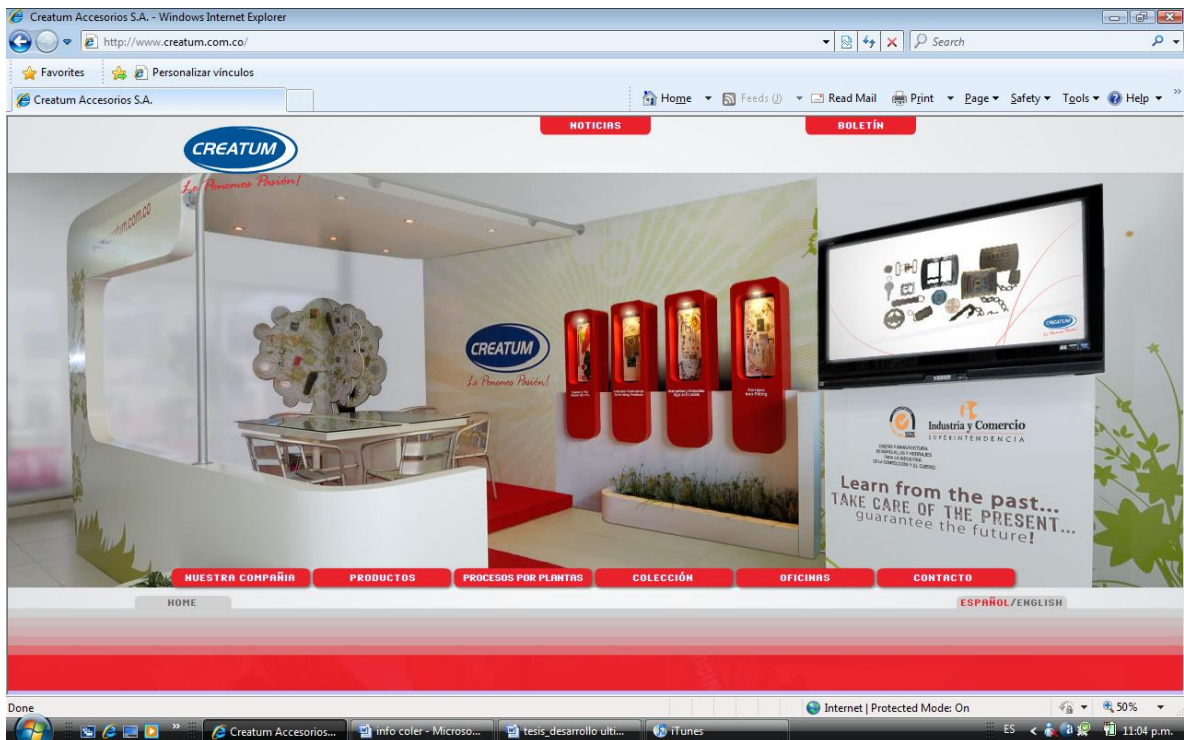 Creatum Accesorios S.A. - Windows Internet Explorer
http://www.creatum.com.co/
Search
Favorites
Personalizar vínculos
Creatum Accesorios S.A.
Home
Feeds (J)
Read Mail
Print
Page
Safety
Tools
Help
NOTICIAS
BOLETÍN
CREATUM
Le Ponemos Pasión!
CREATUM
Le Ponemos Pasión!
CREATUM
Industria y Comercio
SUPERINTENDENCIA
Learn from the past...
TAKE CARE OF THE PRESENT...
guarantee the future!
NUESTRA COMPAÑIA
PRODUCTOS
PROCESOS POR PLANTAS
COLECCIÓN
OFICINAS
CONTACTO
HOME
ESPAÑOL/ENGLISH
Done
Internet | Protected Mode: On
50%
Creatum Accesorios...
info coler - Microso...
tesis_desarrollo ulti...
iTunes
ES
11:04 p.m.